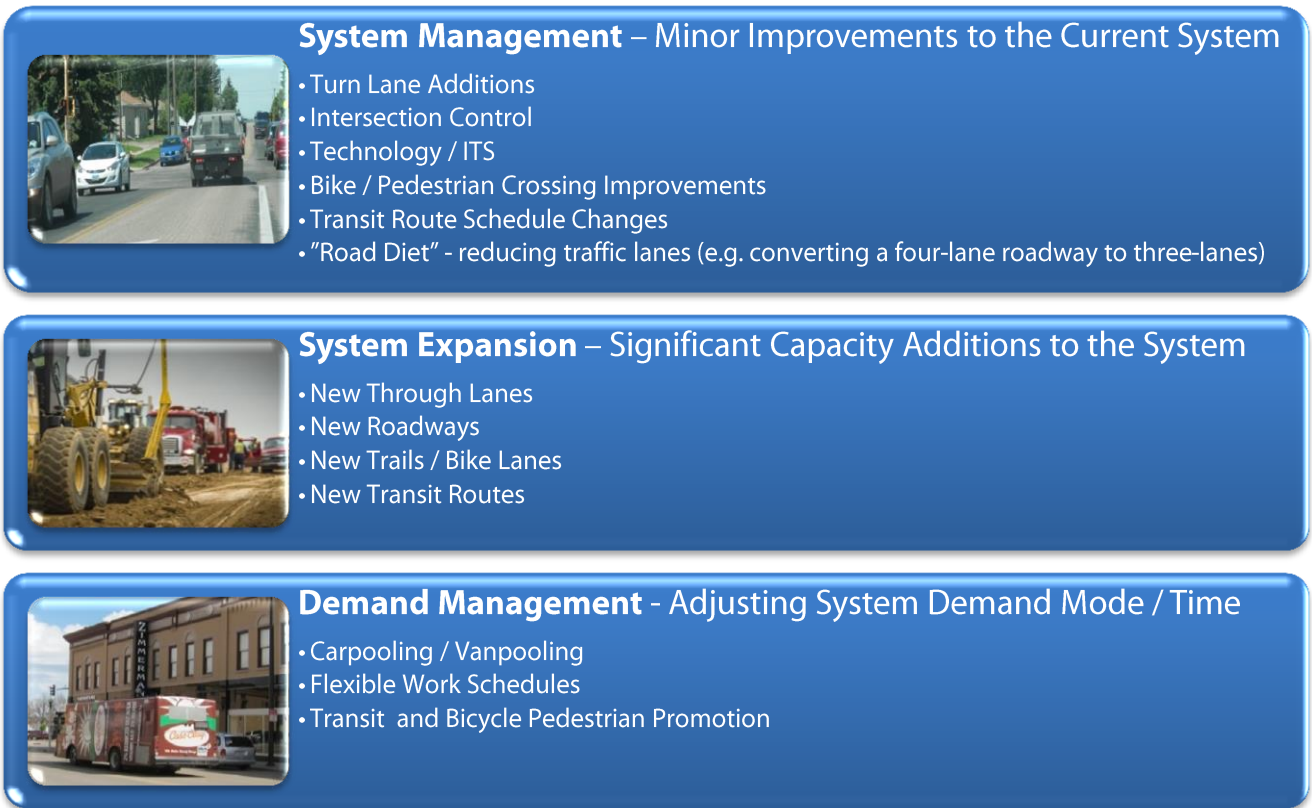 System Management – Minor Improvements to the Current System
• Turn Lane Additions
• Intersection Control
• Technology / ITS
• Bike / Pedestrian Crossing Improvements
• Transit Route Schedule Changes
• ”Road Diet” - reducing traffic lanes (e.g. converting a four-lane roadway to three-lanes)
System Expansion – Significant Capacity Additions to the System
• New Through Lanes
• New Roadways
• New Trails / Bike Lanes
• New Transit Routes
Demand Management - Adjusting System Demand Mode / Time
• Carpooling / Vanpooling
• Flexible Work Schedules
• Transit  and Bicycle Pedestrian Promotion
ZIMMERMAN